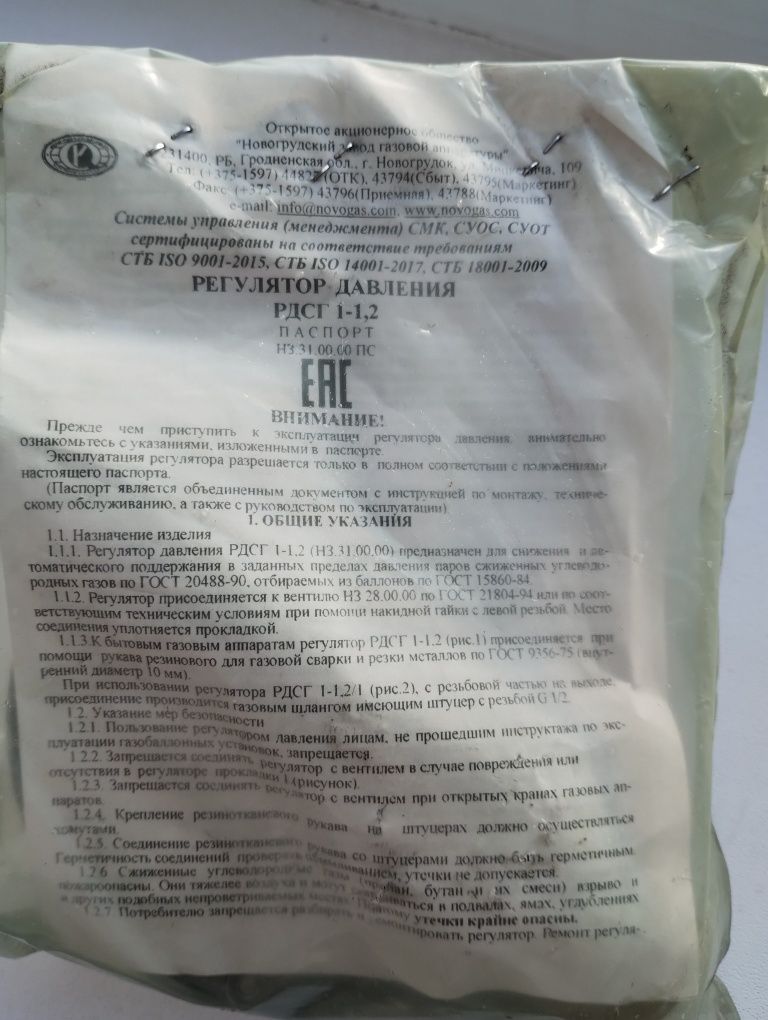 Открытое акционерное общество
"Новогрудский завод газовой аппаратуры"
231400, РБ, Гродненская обл., г. Новогрудок, ул. Мицкевича, 109
Тел: (+375-1597) (ОТК), 43794(Сбыт), 43795(Маркетинг)
Факс: (+375-1597) 43796(Приемная), 43788(Маркетинг)
e-mail: info@novogas.com, www.novogas.com
Системы управления (менеджмента) СМК, СУОС, СУОТ
сертифицированы на соответствие требованиям
СТБ ISO 9001-2015, СТБ ISO 14001-2017, СТБ 18001-2009
РЕГУЛЯТОР ДАВЛЕНИЯ
РДСГ 1-1,2
ПАСПОРТ
НЗ.31.00.00 ПС
ЕАС
ВНИМАНИЕ!
Прежде чем приступить к эксплуатации регулятора давления, внимательно
ознакомьтесь с указаниями, изложенными в паспорте.
Эксплуатация регулятора разрешается только в полном соответствии с положениями
настоящего паспорта.
(Паспорт является объединенным документом с инструкцией по монтажу, техниче-
скому обслуживанию, а также с руководством по эксплуатации)
1. ОБЩИЕ УКАЗАНИЯ
1.1. Назначение изделия
1.1.1. Регулятор давления РДСГ 1-1,2 (НЗ.31.00.00) предназначен для снижения и ав-
томатического поддержания в заданных пределах давления паров сжиженных углеводо-
родных газов по ГОСТ 20488-90, отбираемых из баллонов по ГОСТ 15860-84.
1.1.2. Регулятор присоединяется к вентилю НЗ 28.00.00 по ГОСТ 21804-94 или по соот-
ветствующим техническим условиям при помощи накидной гайки с левой резьбой. Место
соединения уплотняется прокладкой.
1.1.3.К бытовым газовым аппаратам регулятор РДСГ 1-1,2 (рис.1) присоединяется при
помощи рукава резинового для газовой сварки и резки металлов по ГОСТ 9356-75 (внут-
ренний диаметр 10 мм).
При использовании регулятора РДСГ 1-1,2/1 (рис.2), с резьбовой частью на выходе,
присоединение производится газовым шлангом имеющим штуцер с резьбой G 1/2.
1.2. Указание мер безопасности
1.2.1. Пользование регулятором давления лицам, не прошедшим инструктажа по экс-
плуатации газобаллонных установок, запрещается.
1.2.2. Запрещается соединять регулятор с вентилем в случае повреждения или
отсутствия в регуляторе прокладки 1 (рисунок).
1.2.3. Запрещается соединять регулятор с вентилем при открытых кранах газовых ап-
паратов.
1.2.4. Крепление резинотканевого рукава на штуцерах должно осуществляться
хомутами.
1.2.5. Соединение резинотканевого рукава со штуцерами должно быть герметичным.
Герметичность соединений проверять обмыливанием, утечки не допускается.
1.2.6 Сжиженные углеводородные газы (пропан, бутан и их смеси) взрыво и
пожароопасны. Они тяжелее воздуха и могут скапливаться в подвалах, ямах, углублениях
и других подобных непроветриваемых местах. Поэтому утечки крайне опасны.
1.2.7 Потребителю запрещается разбирать и ремонтировать регулятор. Ремонт регуля-